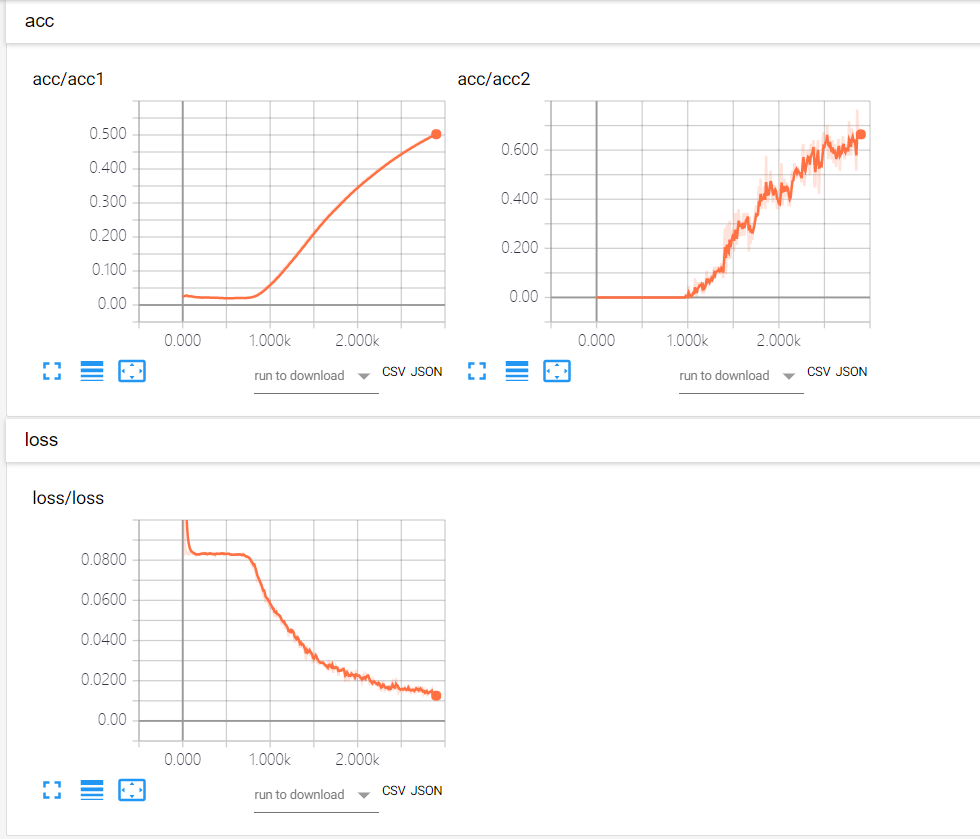 acc
acc/acc1
acc/acc2
0.500
0.400
0.300
0.200
0.100
0.00
0.000 1.000k 2.000k
0.600
0.400
0.200
0.00
0.000 1.000k 2.000k
run to download CSV JSON
run to download CSV JSON
loss
loss/loss
0.0800
0.0600
0.0400
0.0200
0.00
0.000 1.000k 2.000k
run to download CSV JSON